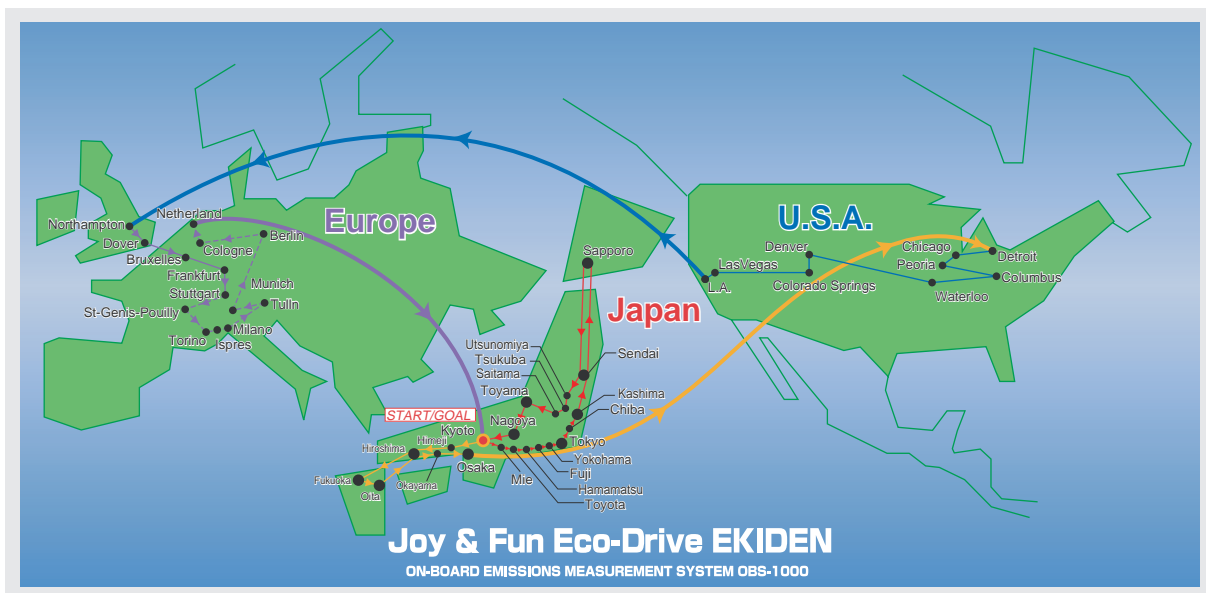 Europe
U.S.A.
Japan
Northampton
Netherland
Dover
Cologne
Berlin
Bruxelles
Frankfurt
Munich
Stuttgart
Tulln
St-Genis-Pouilly
Milano
Torino
Ispres
Sapporo
Utsunomiya
Tsukuba
Saitama
Toyama
Sendai
Kashima
Chiba
START/GOAL
Kyoto
Nagoya
Tokyo
Himeji
Hiroshima
Osaka
Yokohama
Fuji
Mie
Hamamatsu
Toyota
Fukuoka
Oita
Okayama
Denver
Chicago
Detroit
LasVegas
Peoria
L.A.
Colorado Springs
Columbus
Waterloo
Joy & Fun Eco-Drive EKIDEN
ON-BOARD EMISSIONS MEASUREMENT SYSTEM OBS-1000